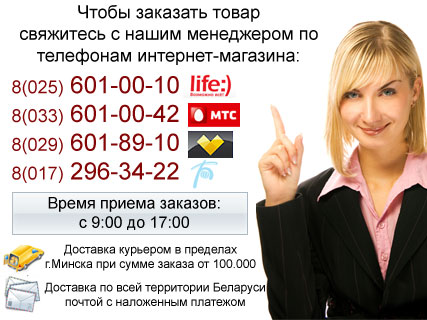 Чтобы заказать товар
свяжитесь с нашим менеджером по
телефонам интернет-магазина:
8(025) 601-00-10 life:)
Возможно всё!
8(033) 601-00-42 МТС
8(029) 601-89-10
8(017) 296-34-22
Время приема заказов:
с 9:00 до 17:00
Доставка курьером в пределах
г.Минска при сумме заказа от 100.000
Доставка по всей территории Беларуси
почтой с наложенным платежом